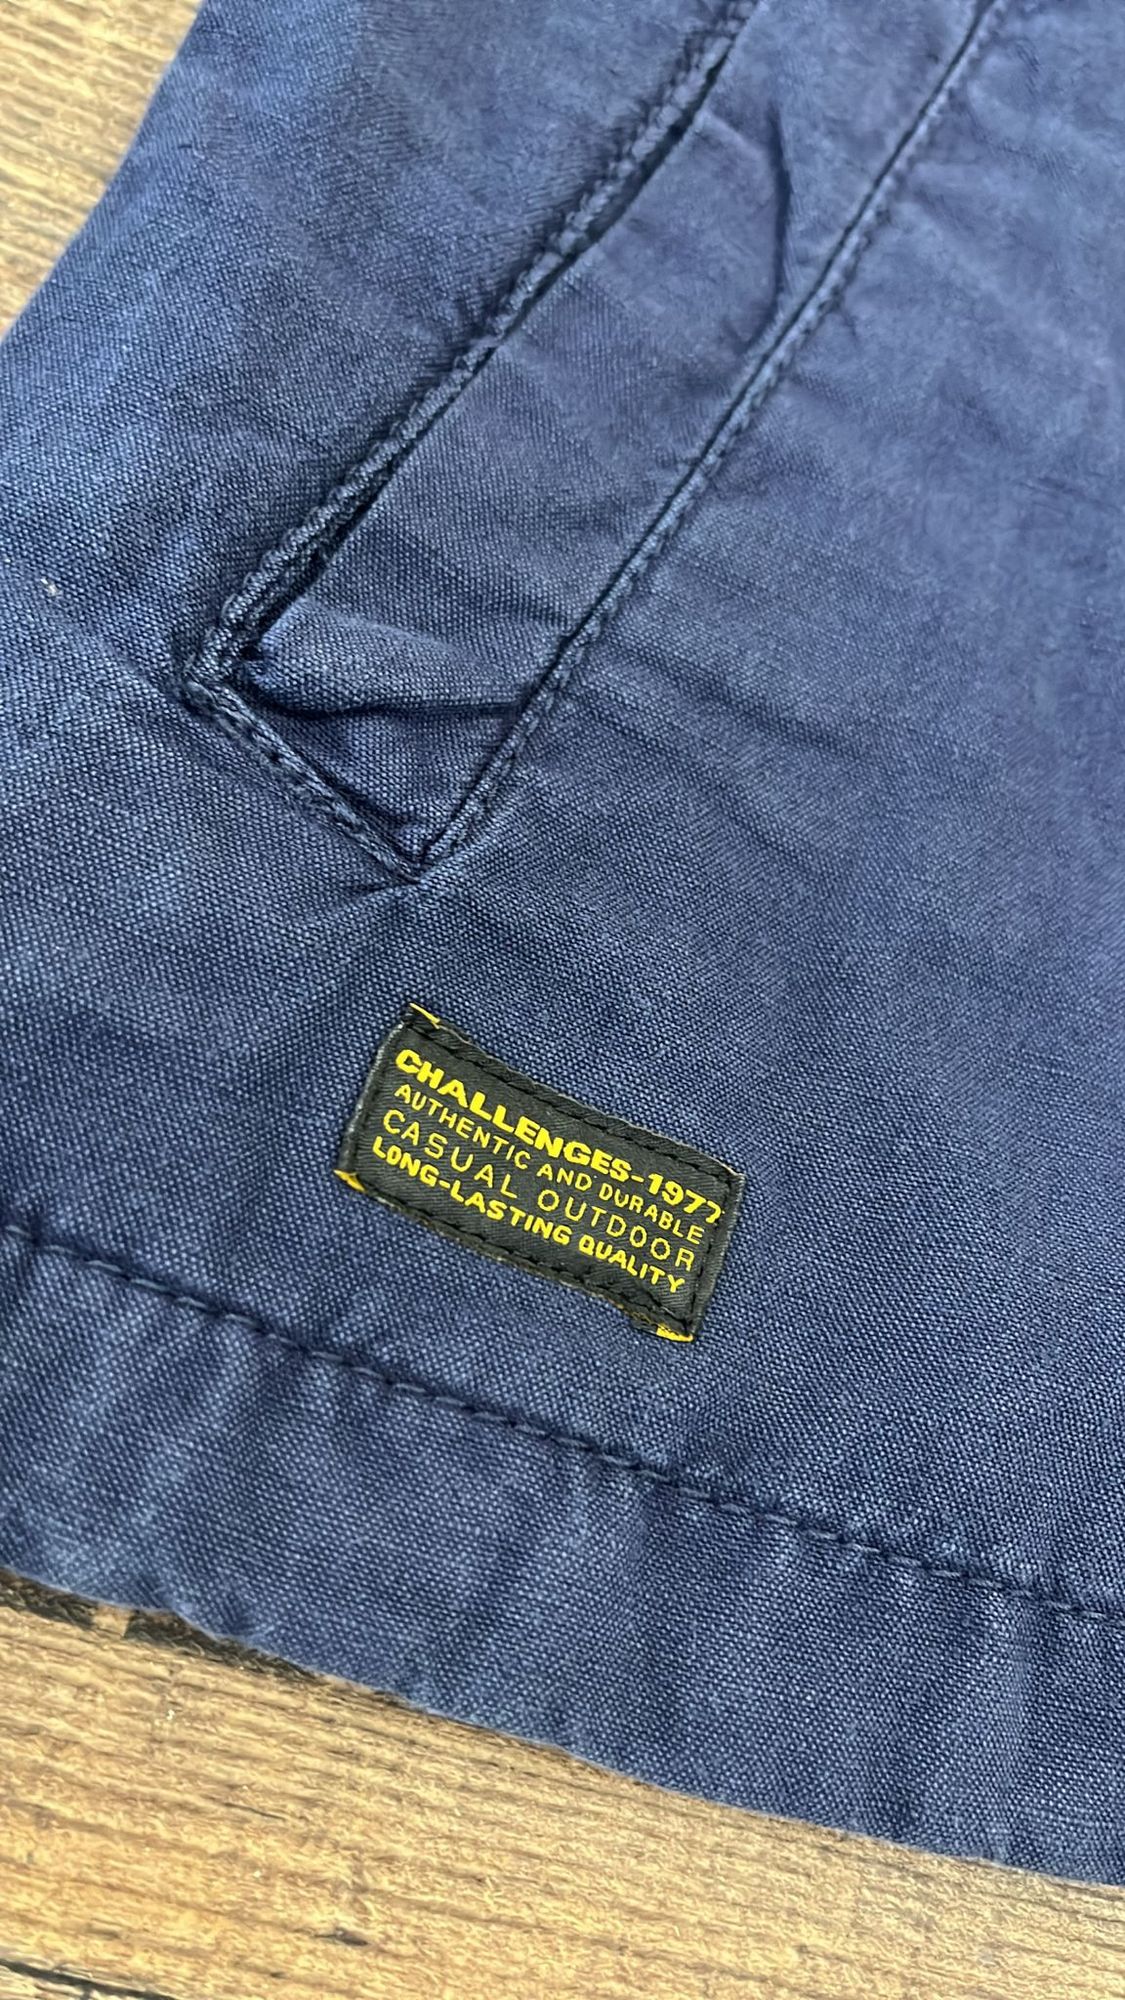 CHALLENGES-1977
AUTHENTIC AND DURABLE
CASUAL OUTDOOR
LONG-LASTING QUALITY